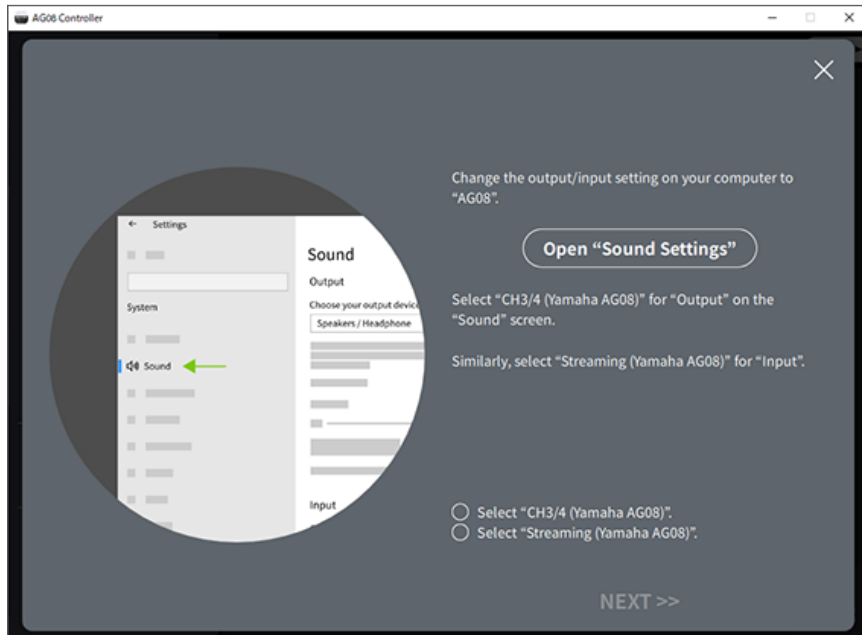 AG08 Controller
← Settings
System
Sound
Sound
Output
Choose your output device
Speakers / Headphone
Input
Change the output/input setting on your computer to
“AG08”.
Open “Sound Settings”
Select “CH3/4 (Yamaha AG08)” for “Output” on the
“Sound” screen.
Similarly, select “Streaming (Yamaha AG08)” for “Input”.
Select “CH3/4 (Yamaha AG08)”.
Select “Streaming (Yamaha AG08)”.
NEXT >>